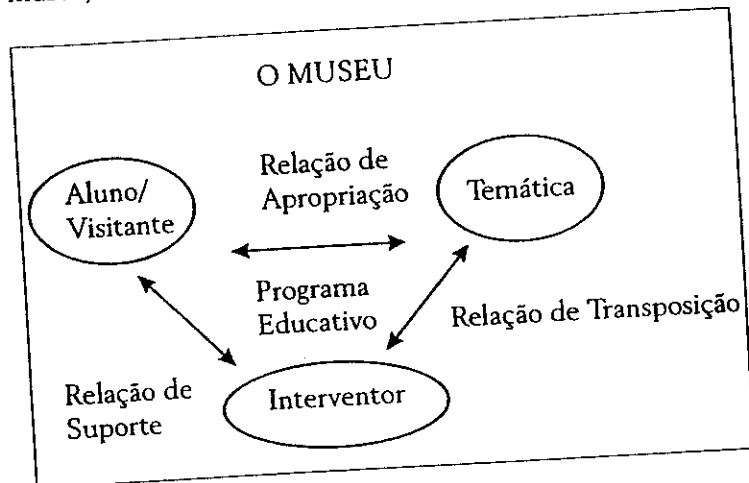 O MUSEU
Relação de
Apropriação
Aluno/
Visitante
Temática
Programa
Educativo
Relação de Transposição
Relação de
Suporte
Interventor